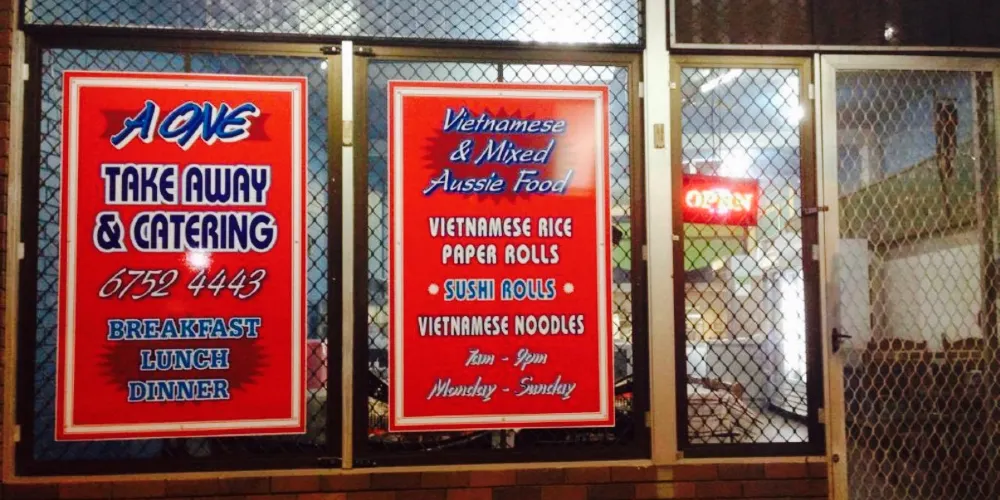 A ONE
TAKE AWAY
& CATERING
6752 4443
BREAKFAST
LUNCH
DINNER
Vietnamese
& Mixed
Aussie Food
VIETNAMESE RICE
PAPER ROLLS
• SUSHI ROLLS •
VIETNAMESE NOODLES
7am - 9pm
Monday - Sunday
OPEN